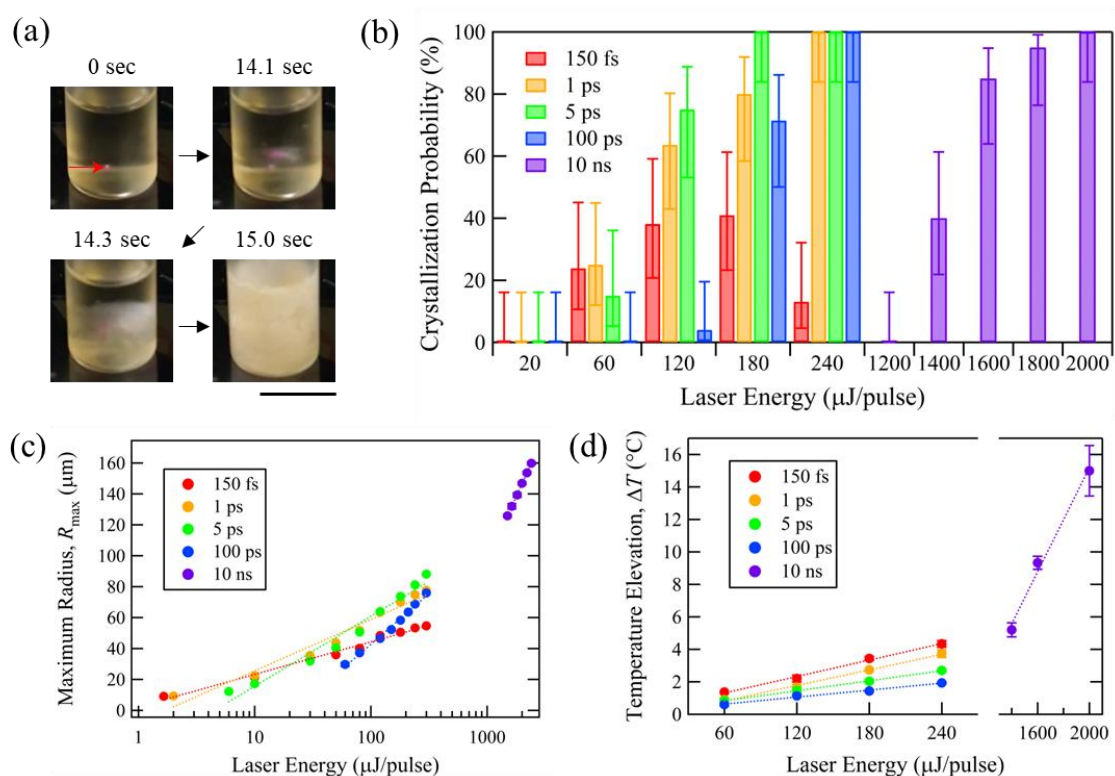 (a)
0 sec
14.1 sec
14.3 sec
15.0 sec
(b)
Crystallization Probability (%)
100
80
60
40
20
0
150 fs
1 ps
5 ps
100 ps
10 ns
20
60
120
180
240
1200
1400
1600
1800
2000
Laser Energy (μJ/pulse)
(c)
Maximum Radius, Rmax (μm)
160
140
120
100
80
60
40
20
0
150 fs
1 ps
5 ps
100 ps
10 ns
1
10
100
1000
Laser Energy (μJ/pulse)
(d)
Temperature Elevation, ΔT (°C)
16
14
12
10
8
6
4
2
0
150 fs
1 ps
5 ps
100 ps
10 ns
60
120
180
240
1600
2000
Laser Energy (μJ/pulse)